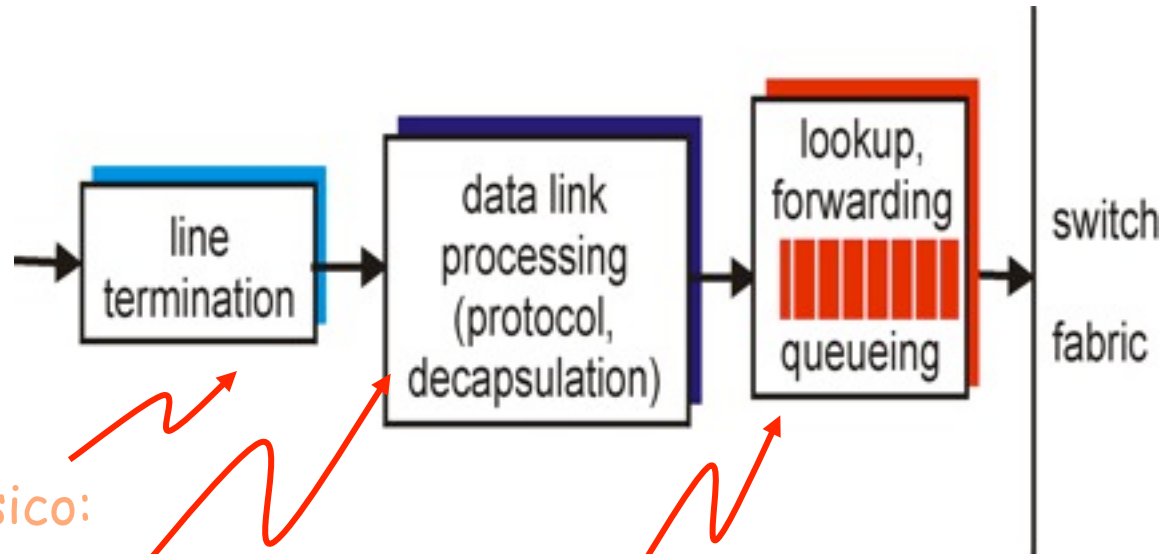 line
termination
data link
processing
(protocol,
decapsulation)
lookup,
forwarding
queueing
switch
fabric
sico: